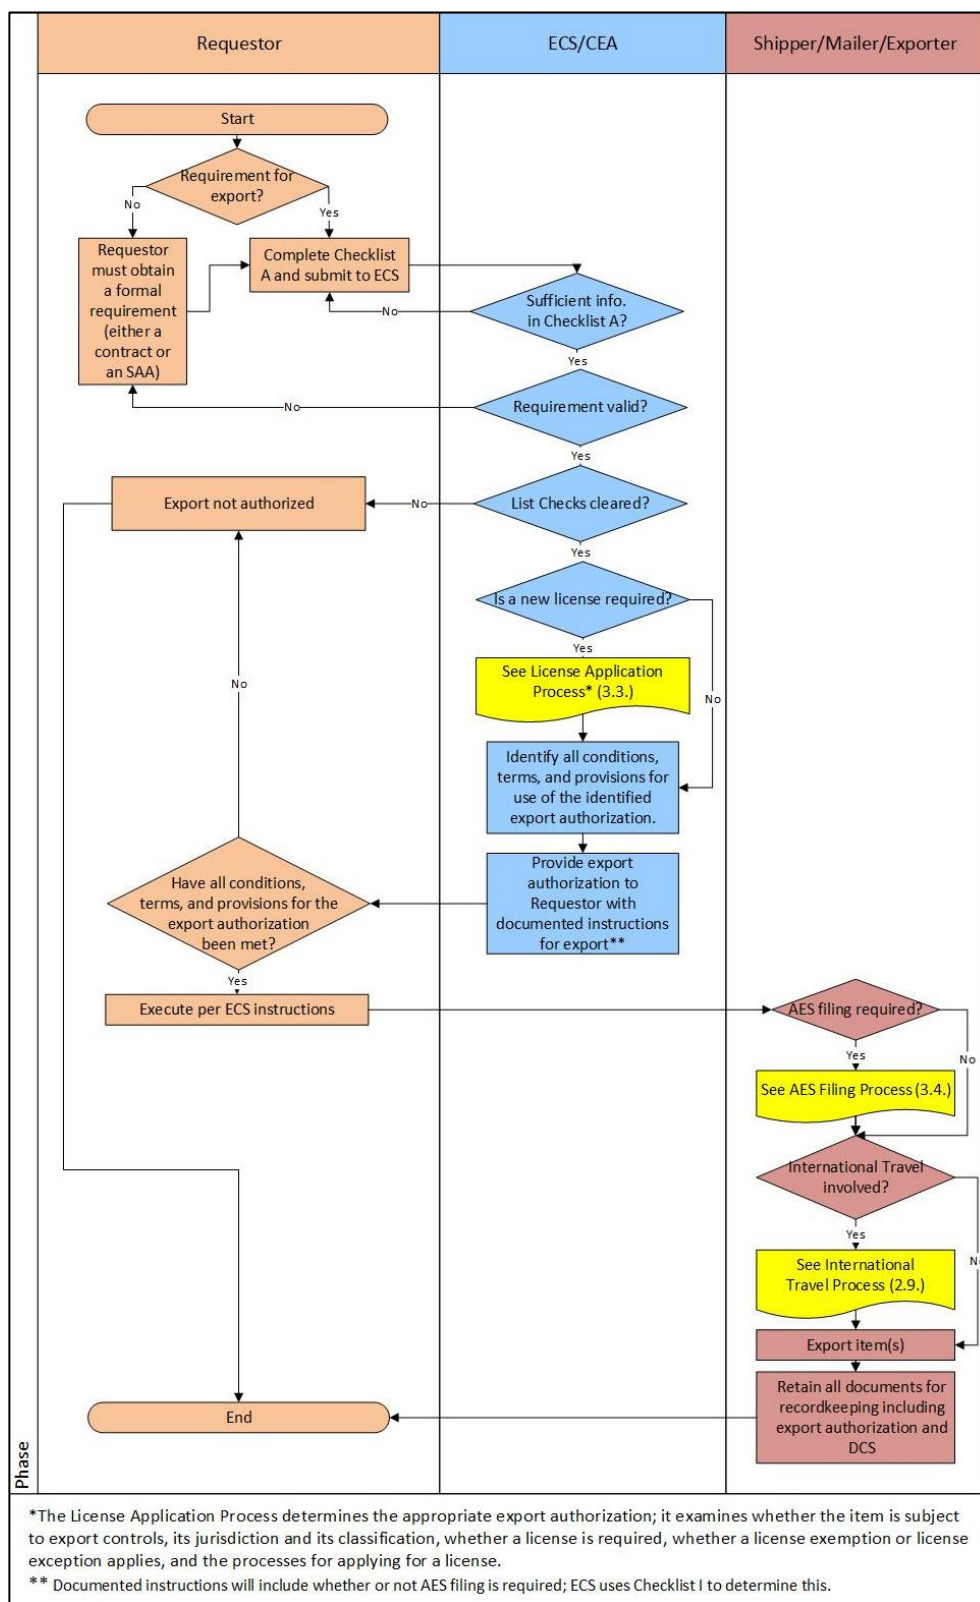 Requestor
ECS/CEA
Shipper/Mailer/Exporter
Start
Requirement for
export?
No
Yes
Requestor
must obtain
a formal
requirement
(either a
contract or
an SAA)
Complete Checklist
A and submit to ECS
Sufficient info.
in Checklist A?
No
Yes
Requirement valid?
No
Yes
List Checks cleared?
No
Export not authorized
Yes
Is a new license required?
Yes
No
See License Application
Process* (3.3.)
Identify all conditions,
terms, and provisions for
use of the identified
export authorization.
Provide export
authorization to
Requestor with
documented instructions
for export**
No
Have all conditions,
terms, and provisions for the
export authorization
been met?
Yes
Execute per ECS instructions
AES filing required?
Yes
No
See AES Filing Process (3.4.)
International Travel
involved?
Yes
No
See International
Travel Process (2.9.)
Export item(s)
Retain all documents for
recordkeeping including
export authorization and
DCS
End
Phase
*The License Application Process determines the appropriate export authorization; it examines whether the item is subject
to export controls, its jurisdiction and its classification, whether a license is required, whether a license exemption or license
exception applies, and the processes for applying for a license.
** Documented instructions will include whether or not AES filing is required; ECS uses Checklist I to determine this.